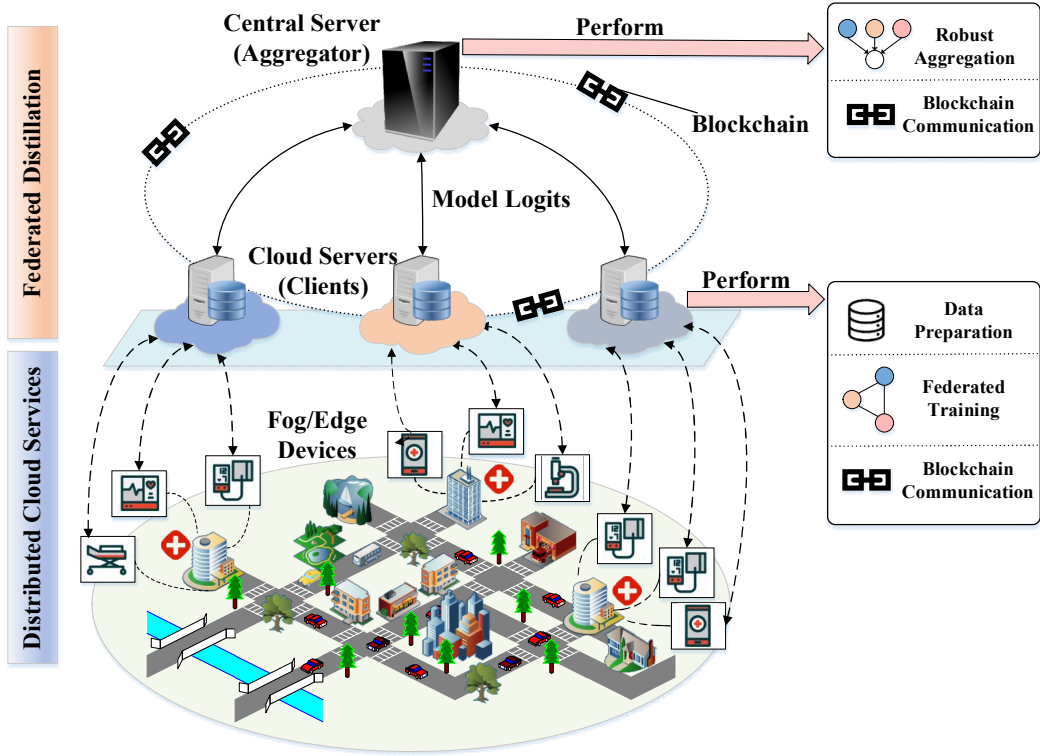 Central Server
(Aggregator)
Perform
Robust
Aggregation
Blockchain
Communication
Blockchain
Federated Distillation
Model Logits
Cloud Servers
(Clients)
Perform
Data
Preparation
Federated
Training
Blockchain
Communication
Distributed Cloud Services
Fog/Edge
Devices